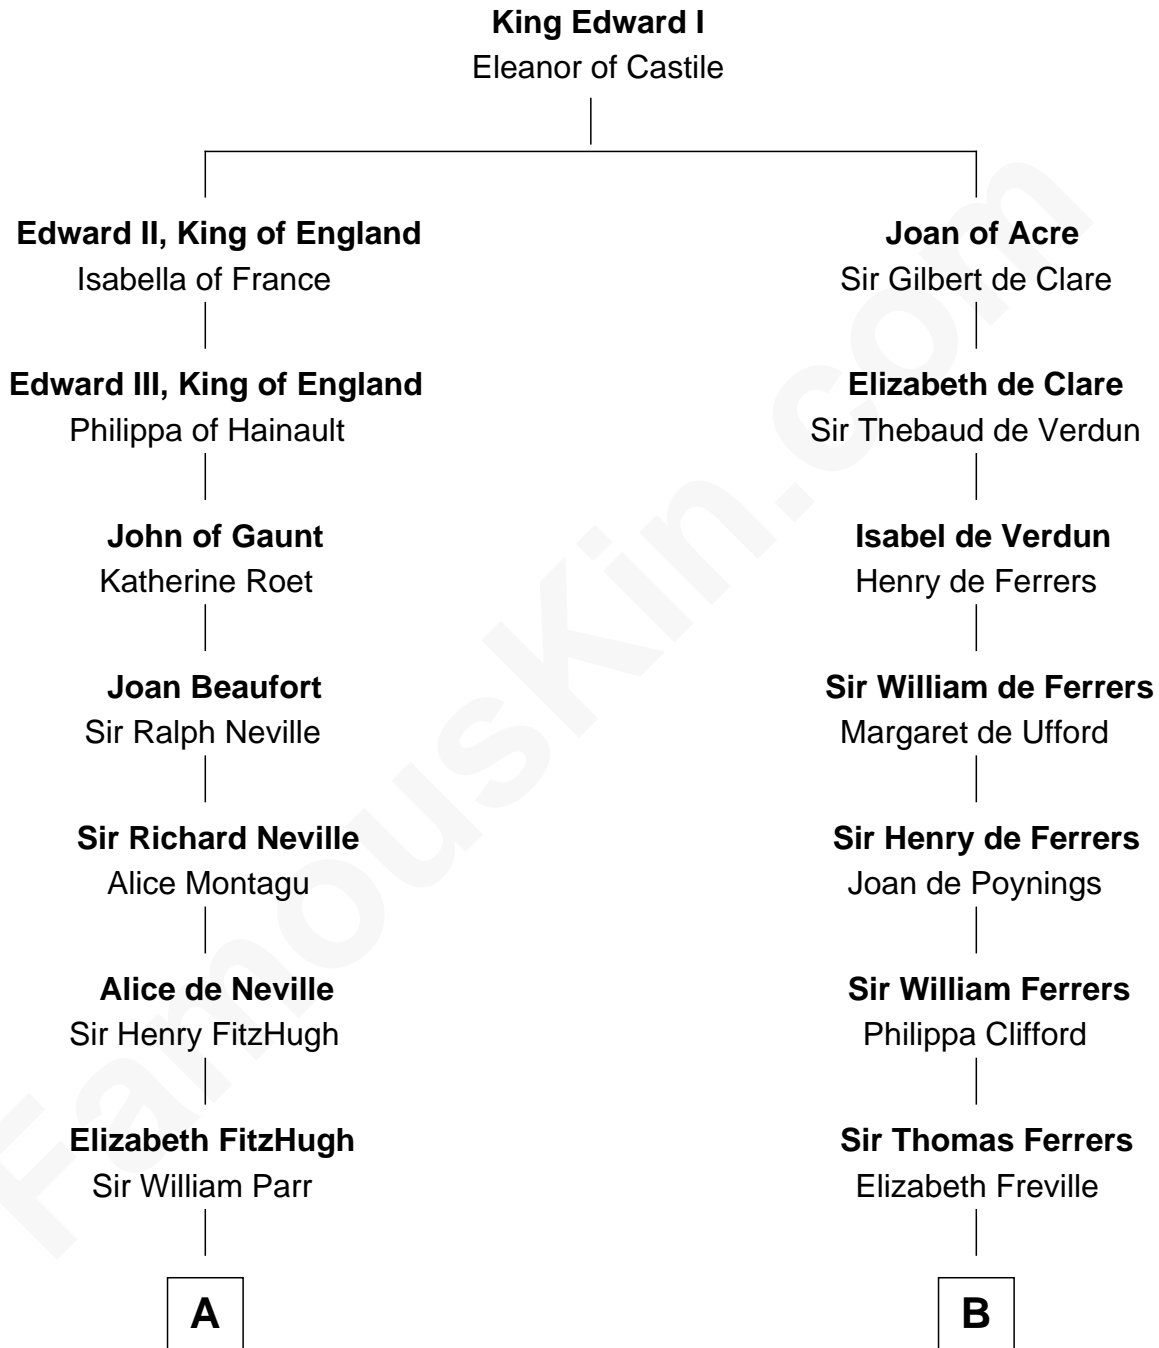 King Edward I
Eleanor of Castile
Edward II, King of England
Isabella of France
Joan of Acre
Sir Gilbert de Clare
Edward III, King of England
Philippa of Hainault
Elizabeth de Clare
Sir Thebaud de Verdun
John of Gaunt
Katherine Roet
Isabel de Verdun
Henry de Ferrers
Joan Beaufort
Sir Ralph Neville
Sir William de Ferrers
Margaret de Ufford
Sir Richard Neville
Alice Montagu
Sir Henry de Ferrers
Joan de Poynings
Alice de Neville
Sir Henry FitzHugh
Sir William Ferrers
Philippa Clifford
Elizabeth FitzHugh
Sir William Parr
Sir Thomas Ferrers
Elizabeth Freville
A
B
FamousKin.com